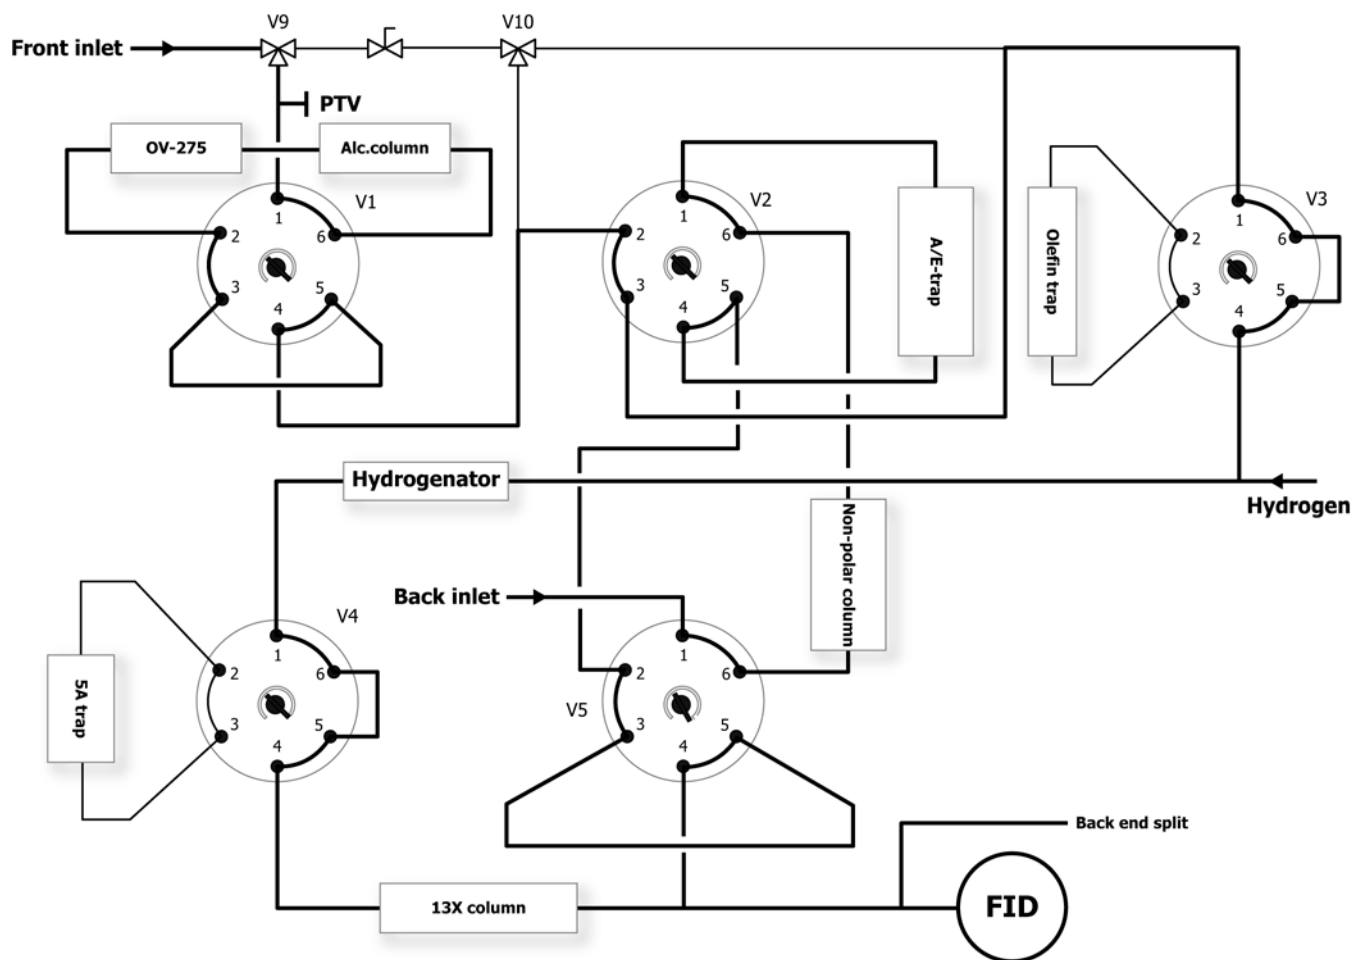 V9
V10
Front inlet
PTV
OV-275
Alc.column
V1
1
2
3
4
5
6
V2
1
2
3
4
5
6
A/E-trap
Olefin trap
V3
1
2
3
4
5
6
Hydrogenator
Hydrogen
Non-polar column
Back inlet
V4
1
2
3
4
5
6
5A trap
V5
1
2
3
4
5
6
Back end split
13X column
FID